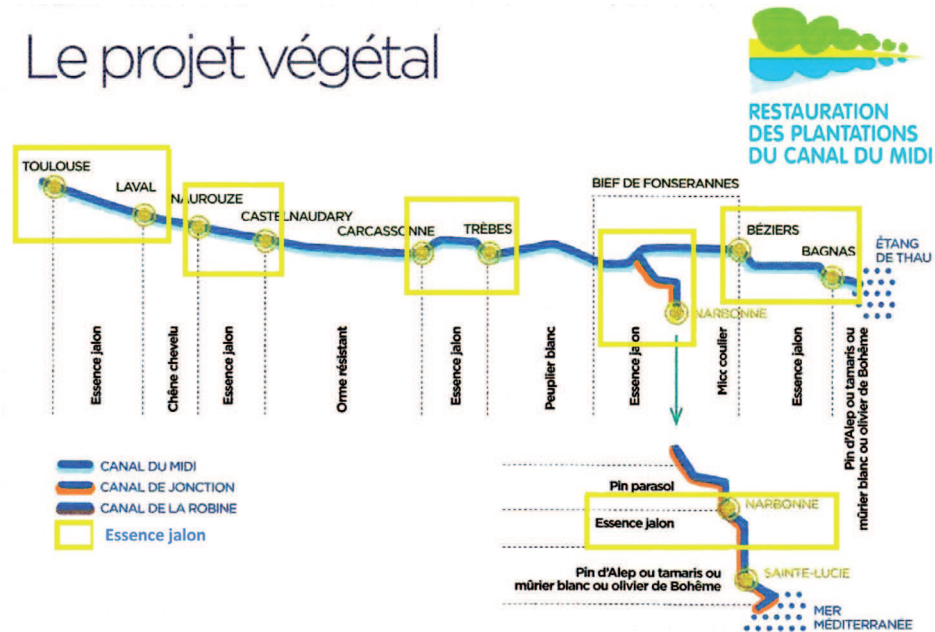 Le projet végétal
RESTAURATION
DES PLANTATIONS
DU CANAL DU MIDI
TOULOUSE
LAVAL
NAUROUZE
CASTELNAUDARY
CARCASSONNE
TRÈBES
BIEF DE FONSERANNES
BÉZIERS
BAGNAS
ÉTANG
DE THAU
NARBONNE
Essence jalon
Chêne chevelu
Essence jalon
Orme résistant
Essence jalon
Peuplier blanc
Essence jalon
Micc coulier
Essence jalon
Pin d'Alep ou tamaris ou
mûrier blanc ou olivier de Bohême
CANAL DU MIDI
CANAL DE JONCTION
CANAL DE LA ROBINE
Essence jalon
Pin parasol
NARBONNE
Essence jalon
Pin d'Alep ou tamaris ou
mûrier blanc ou olivier de Bohême
SAINTE-LUCIE
MER
MÉDITERRANÉE